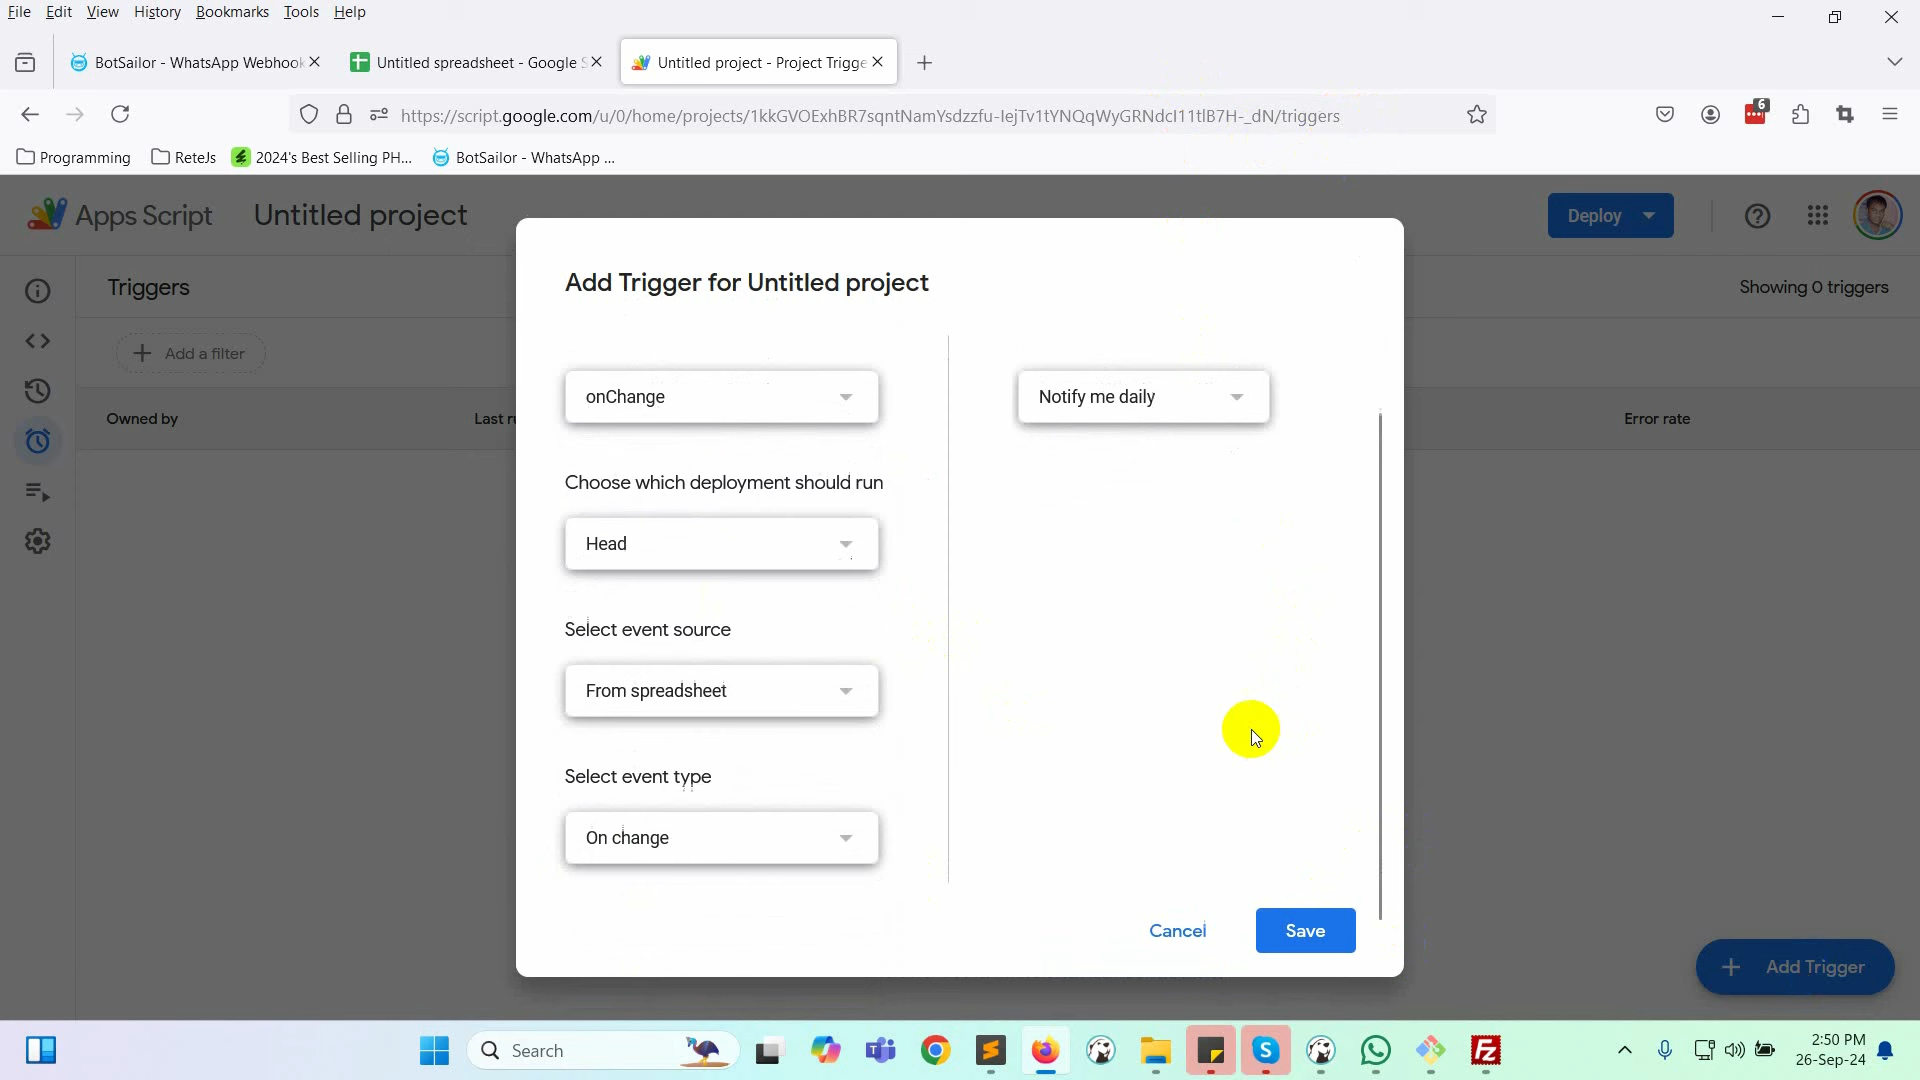 File Edit View History Bookmarks Tools Help
BotSailor - WhatsApp Webhook
Untitled spreadsheet - Google S
Untitled project - Project Trigge
https://script.google.com/u/0/home/projects/1kkGVOExhBR7sqntNamYsdzzfu-IejTv1tYNQqWyGRNdcI11tlB7H-_dN/triggers
6
Programming
ReteJs
2024's Best Selling PH...
BotSailor - WhatsApp ...
Apps Script
Untitled project
Deploy
Triggers
Showing 0 triggers
Add a filter
Owned by
Last ru
Error rate
Add Trigger for Untitled project
onChange
Notify me daily
Choose which deployment should run
Head
Select event source
From spreadsheet
Select event type
On change
Cancel
Save
Add Trigger
Search
2:50 PM
26-Sep-24